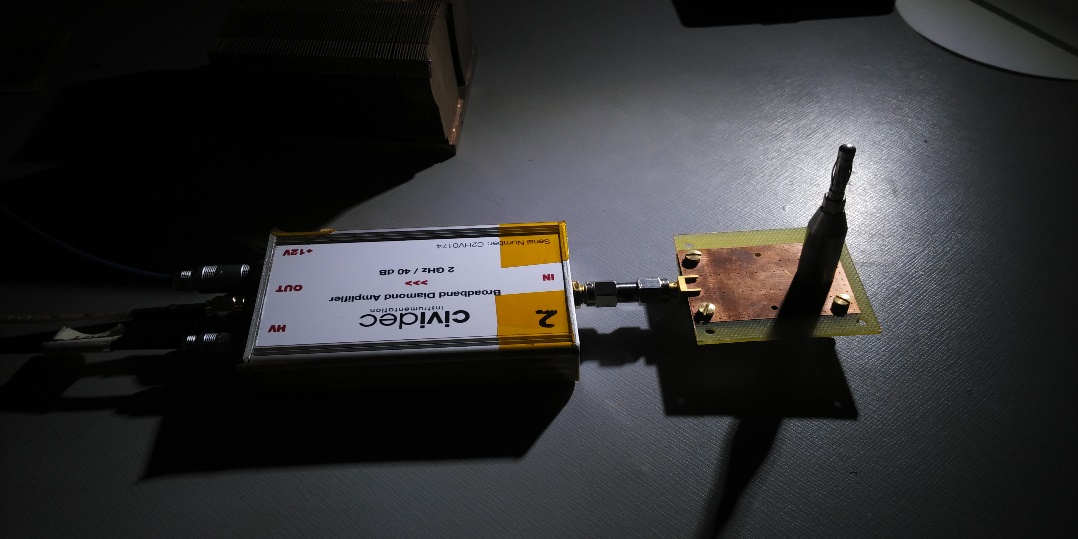 2
cividec
Instrumentation
Broadband Diamond Amplifier
>>>
2 GHz / 40 dB
Serial Number: C2HV0174
IN
HV
OUT
+12V